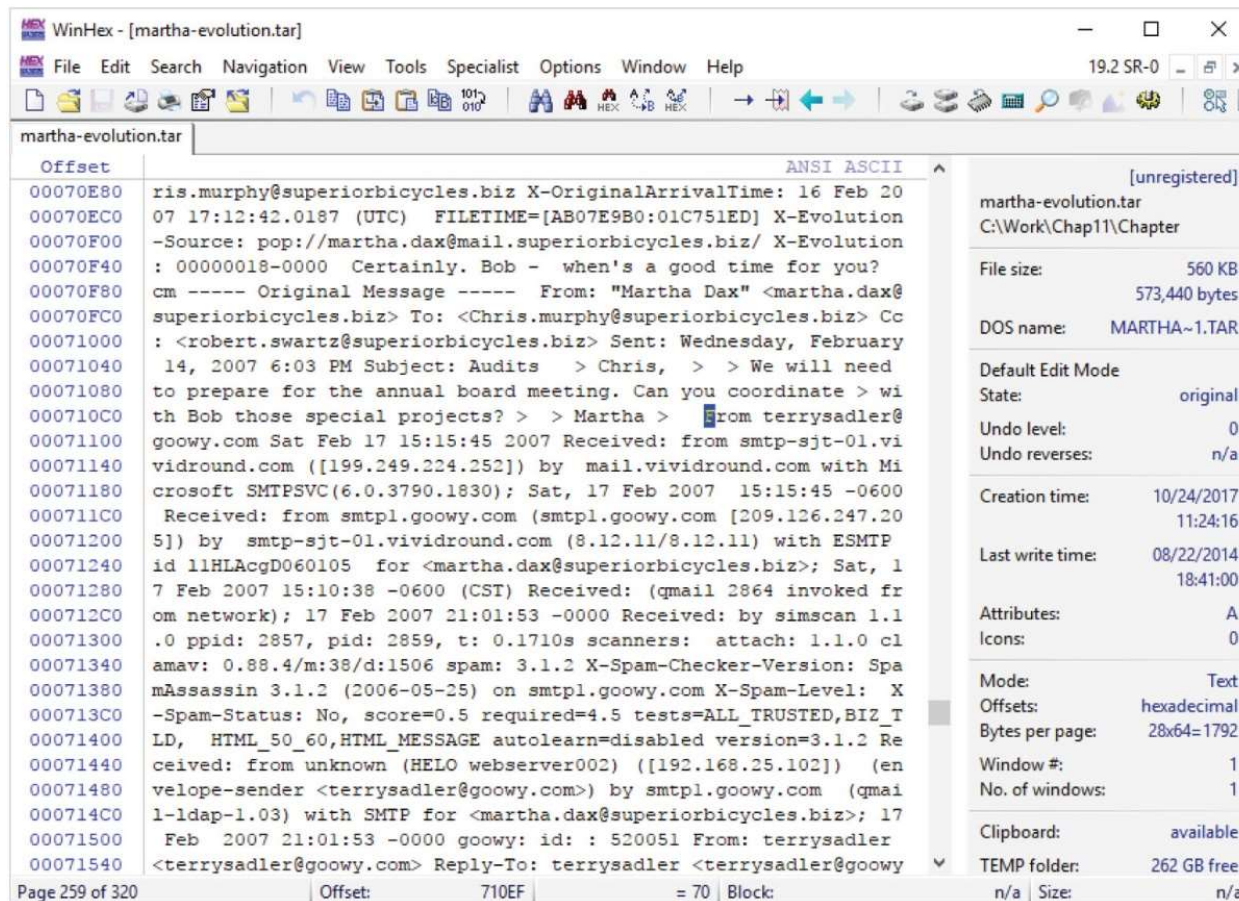 WinHex - [martha-evolution.tar]
File Edit Search Navigation View Tools Specialist Options Window Help 19.2 SR-0
martha-evolution.tar
Offset ANSI ASCII
00070E80 ris.murphy@superiorbicycles.biz X-OriginalArrivalTime: 16 Feb 20
00070EC0 07 17:12:42.0187 (UTC)  FILETIME=[AB07E9B0:01C751ED] X-Evolution
00070F00 -Source: pop://martha.dax@mail.superiorbicycles.biz/ X-Evolution
00070F40 : 00000018-0000  Certainly. Bob -  when's a good time for you?
00070F80 cm ----- Original Message -----  From: "Martha Dax" <martha.dax@
00070FC0 superiorbicycles.biz> To: <Chris.murphy@superiorbicycles.biz> Cc
00071000 : <robert.swartz@superiorbicycles.biz> Sent: Wednesday, February
00071040  14, 2007 6:03 PM Subject: Audits   > Chris,  >  > We will need
00071080 to prepare for the annual board meeting. Can you coordinate > wi
000710C0 th Bob those special projects? >  > Martha >   From terrysadler@
00071100 goowy.com Sat Feb 17 15:15:45 2007 Received: from smtp-sjt-01.vi
00071140 vidround.com ([199.249.224.252]) by  mail.vividround.com with Mi
00071180 crosoft SMTPSVC(6.0.3790.1830); Sat, 17 Feb 2007  15:15:45 -0600
000711C0  Received: from smtp1.goowy.com (smtp1.goowy.com [209.126.247.20
00071200 5]) by  smtp-sjt-01.vividround.com (8.12.11/8.12.11) with ESMTP
00071240 id l1HLAcgD060105  for <martha.dax@superiorbicycles.biz>; Sat, 1
00071280 7 Feb 2007 15:10:38 -0600 (CST) Received: (qmail 2864 invoked fr
000712C0 om network); 17 Feb 2007 21:01:53 -0000 Received: by simscan 1.1
00071300 .0 ppid: 2857, pid: 2859, t: 0.1710s scanners:  attach: 1.1.0 cl
00071340 amav: 0.88.4/m:38/d:1506 spam: 3.1.2 X-Spam-Checker-Version: Spa
00071380 mAssassin 3.1.2 (2006-05-25) on smtp1.goowy.com X-Spam-Level:  X
000713C0 -Spam-Status: No, score=0.5 required=4.5 tests=ALL_TRUSTED,BIZ_T
00071400 LD,  HTML_50_60,HTML_MESSAGE autolearn=disabled version=3.1.2 Re
00071440 ceived: from unknown (HELO webserver002) ([192.168.25.102])  (en
00071480 velope-sender <terrysadler@goowy.com>) by smtp1.goowy.com  (qmai
000714C0 l-ldap-1.03) with SMTP for <martha.dax@superiorbicycles.biz>; 17
00071500  Feb  2007 21:01:53 -0000 goowy: id: : 520051 From: terrysadler
00071540 <terrysadler@goowy.com> Reply-To: terrysadler <terrysadler@goowy
[unregistered]
martha-evolution.tar
C:\Work\Chap11\Chapter
File size: 560 KB
573,440 bytes
DOS name: MARTHA~1.TAR
Default Edit Mode
State: original
Undo level: 0
Undo reverses: n/a
Creation time: 10/24/2017
11:24:16
Last write time: 08/22/2014
18:41:00
Attributes: A
Icons: 0
Mode: Text
Offsets: hexadecimal
Bytes per page: 28x64=1792
Window #: 1
No. of windows: 1
Clipboard: available
TEMP folder: 262 GB free
Page 259 of 320 Offset: 710EF = 70 Block: n/a Size: n/a